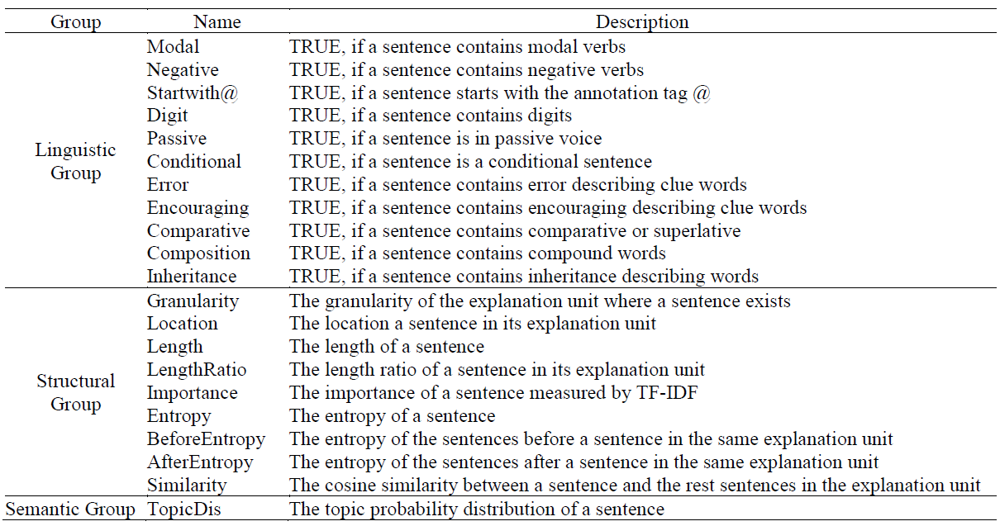 Group Name Description
Modal TRUE, if a sentence contains modal verbs
Negative TRUE, if a sentence contains negative verbs
Startwith@ TRUE, if a sentence starts with the annotation tag @
Digit TRUE, if a sentence contains digits
Passive TRUE, if a sentence is in passive voice
Linguistic
Group
Conditional TRUE, if a sentence is a conditional sentence
Error TRUE, if a sentence contains error describing clue words
Encouraging TRUE, if a sentence contains encouraging describing clue words
Comparative TRUE, if a sentence contains comparative or superlative
Composition TRUE, if a sentence contains compound words
Inheritance TRUE, if a sentence contains inheritance describing words
Granularity The granularity of the explanation unit where a sentence exists
Location The location a sentence in its explanation unit
Length The length of a sentence
LengthRatio The length ratio of a sentence in its explanation unit
Structural
Group
Importance The importance of a sentence measured by TF-IDF
Entropy The entropy of a sentence
BeforeEntropy The entropy of the sentences before a sentence in the same explanation unit
AfterEntropy The entropy of the sentences after a sentence in the same explanation unit
Similarity The cosine similarity between a sentence and the rest sentences in the explanation unit
Semantic Group TopicDis The topic probability distribution of a sentence